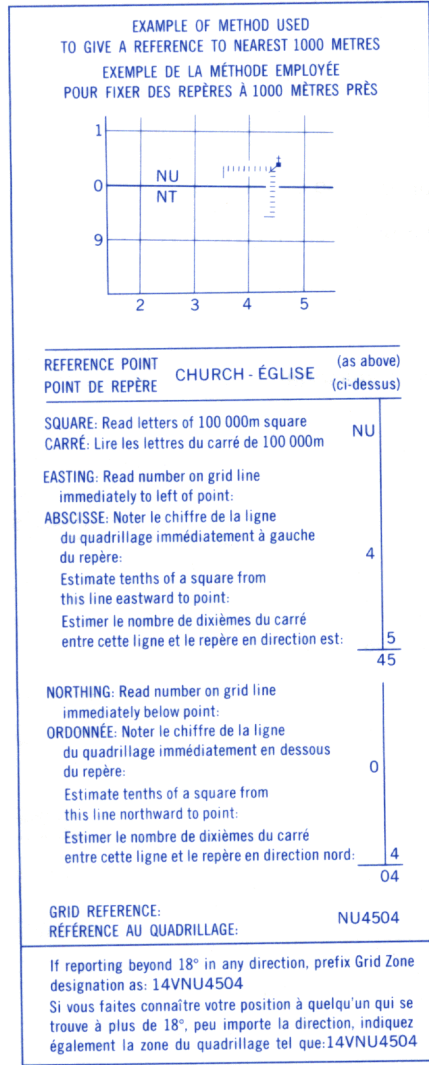 EXAMPLE OF METHOD USED
TO GIVE A REFERENCE TO NEAREST 1000 METRES
EXEMPLE DE LA MÉTHODE EMPLOYÉE
POUR FIXER DES REPÈRES À 1000 MÈTRES PRÈS
1
NU
0
NT
9
2 3 4 5
REFERENCE POINT
POINT DE REPÈRE
CHURCH - ÉGLISE
(as above)
(ci-dessus)
SQUARE: Read letters of 100 000m square
CARRÉ: Lire les lettres du carré de 100 000m
NU
EASTING: Read number on grid line
immediately to left of point:
ABSCISSE: Noter le chiffre de la ligne
du quadrillage immédiatement à gauche
du repère:
4
Estimate tenths of a square from
this line eastward to point:
Estimer le nombre de dixièmes du carré
entre cette ligne et le repère en direction est: 5
45
NORTHING: Read number on grid line
immediately below point:
ORDONNÉE: Noter le chiffre de la ligne
du quadrillage immédiatement en dessous
du repère:
0
Estimate tenths of a square from
this line northward to point:
Estimer le nombre de dixièmes du carré
entre cette ligne et le repère en direction nord: 4
04
GRID REFERENCE:
RÉFÉRENCE AU QUADRILLAGE:
NU4504
If reporting beyond 18° in any direction, prefix Grid Zone
designation as: 14VNU4504
Si vous faites connaître votre position à quelqu'un qui se
trouve à plus de 18°, peu importe la direction, indiquez
également la zone du quadrillage tel que:14VNU4504